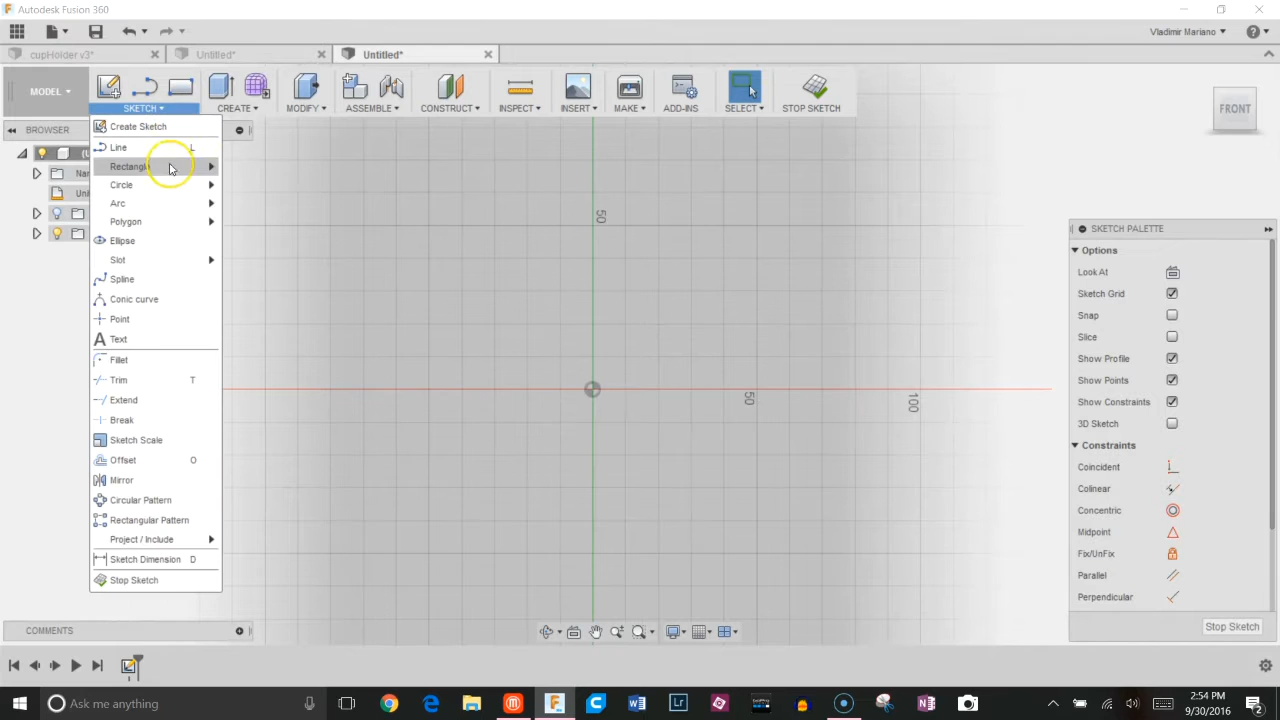 Autodesk Fusion 360
Vladimir Mariano
cupHolder v3*
Untitled*
Untitled*
MODEL
SKETCH
CREATE
MODIFY
ASSEMBLE
CONSTRUCT
INSPECT
INSERT
MAKE
ADD-INS
SELECT
STOP SKETCH
FRONT
BROWSER
Create Sketch
Line L
Rectangle
Circle
Arc
Polygon
Ellipse
Slot
Spline
Conic curve
Point
Text
Fillet
Trim T
Extend
Break
Sketch Scale
Offset O
Mirror
Circular Pattern
Rectangular Pattern
Project / Include
Sketch Dimension D
Stop Sketch
50
50
100
SKETCH PALETTE
Options
Look At
Sketch Grid
Snap
Slice
Show Profile
Show Points
Show Constraints
3D Sketch
Constraints
Coincident
Colinear
Concentric
Midpoint
Fix/UnFix
Parallel
Perpendicular
Stop Sketch
COMMENTS
Ask me anything
2:54 PM
9/30/2016